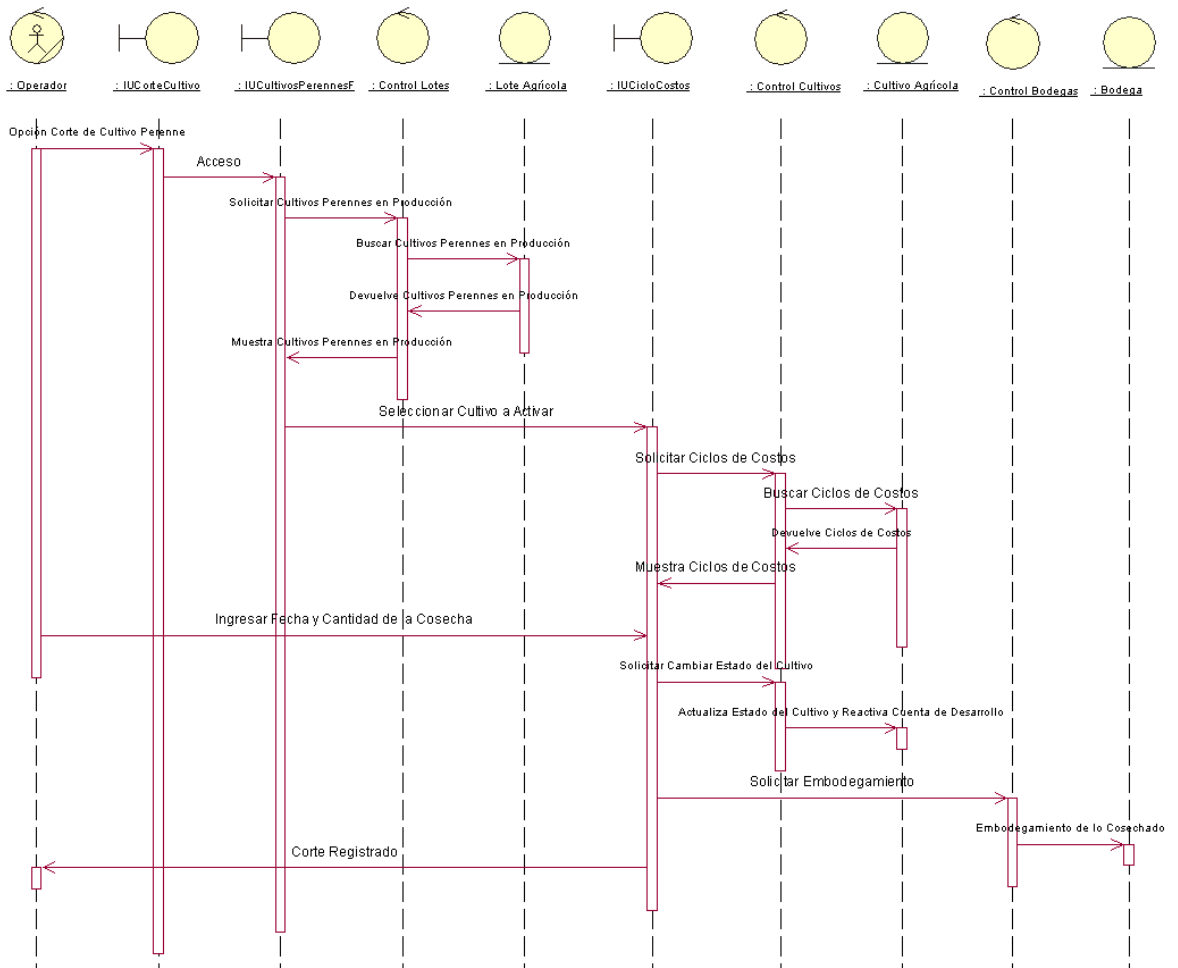 : Operador
: IUCorteCultivo
: IUCultivosPerennesF
: Control Lotes
: Lote Agrícola
: IUCicloCostos
: Control Cultivos
: Cultivo Agrícola
: Control Bodegas
: Bodega
Opción Corte de Cultivo Perenne
Acceso
Solicitar Cultivos Perennes en Producción
Buscar Cultivos Perennes en Producción
Devuelve Cultivos Perennes en Producción
Muestra Cultivos Perennes en Producción
Seleccionar Cultivo a Activar
Solicitar Ciclos de Costos
Buscar Ciclos de Costos
Devuelve Ciclos de Costos
Muestra Ciclos de Costos
Ingresar Fecha y Cantidad de la Cosecha
Solicitar Cambiar Estado del Cultivo
Actualiza Estado del Cultivo y Reactiva Cuenta de Desarrollo
Solicitar Embodegamiento
Embodegamiento de lo Cosechado
Corte Registrado